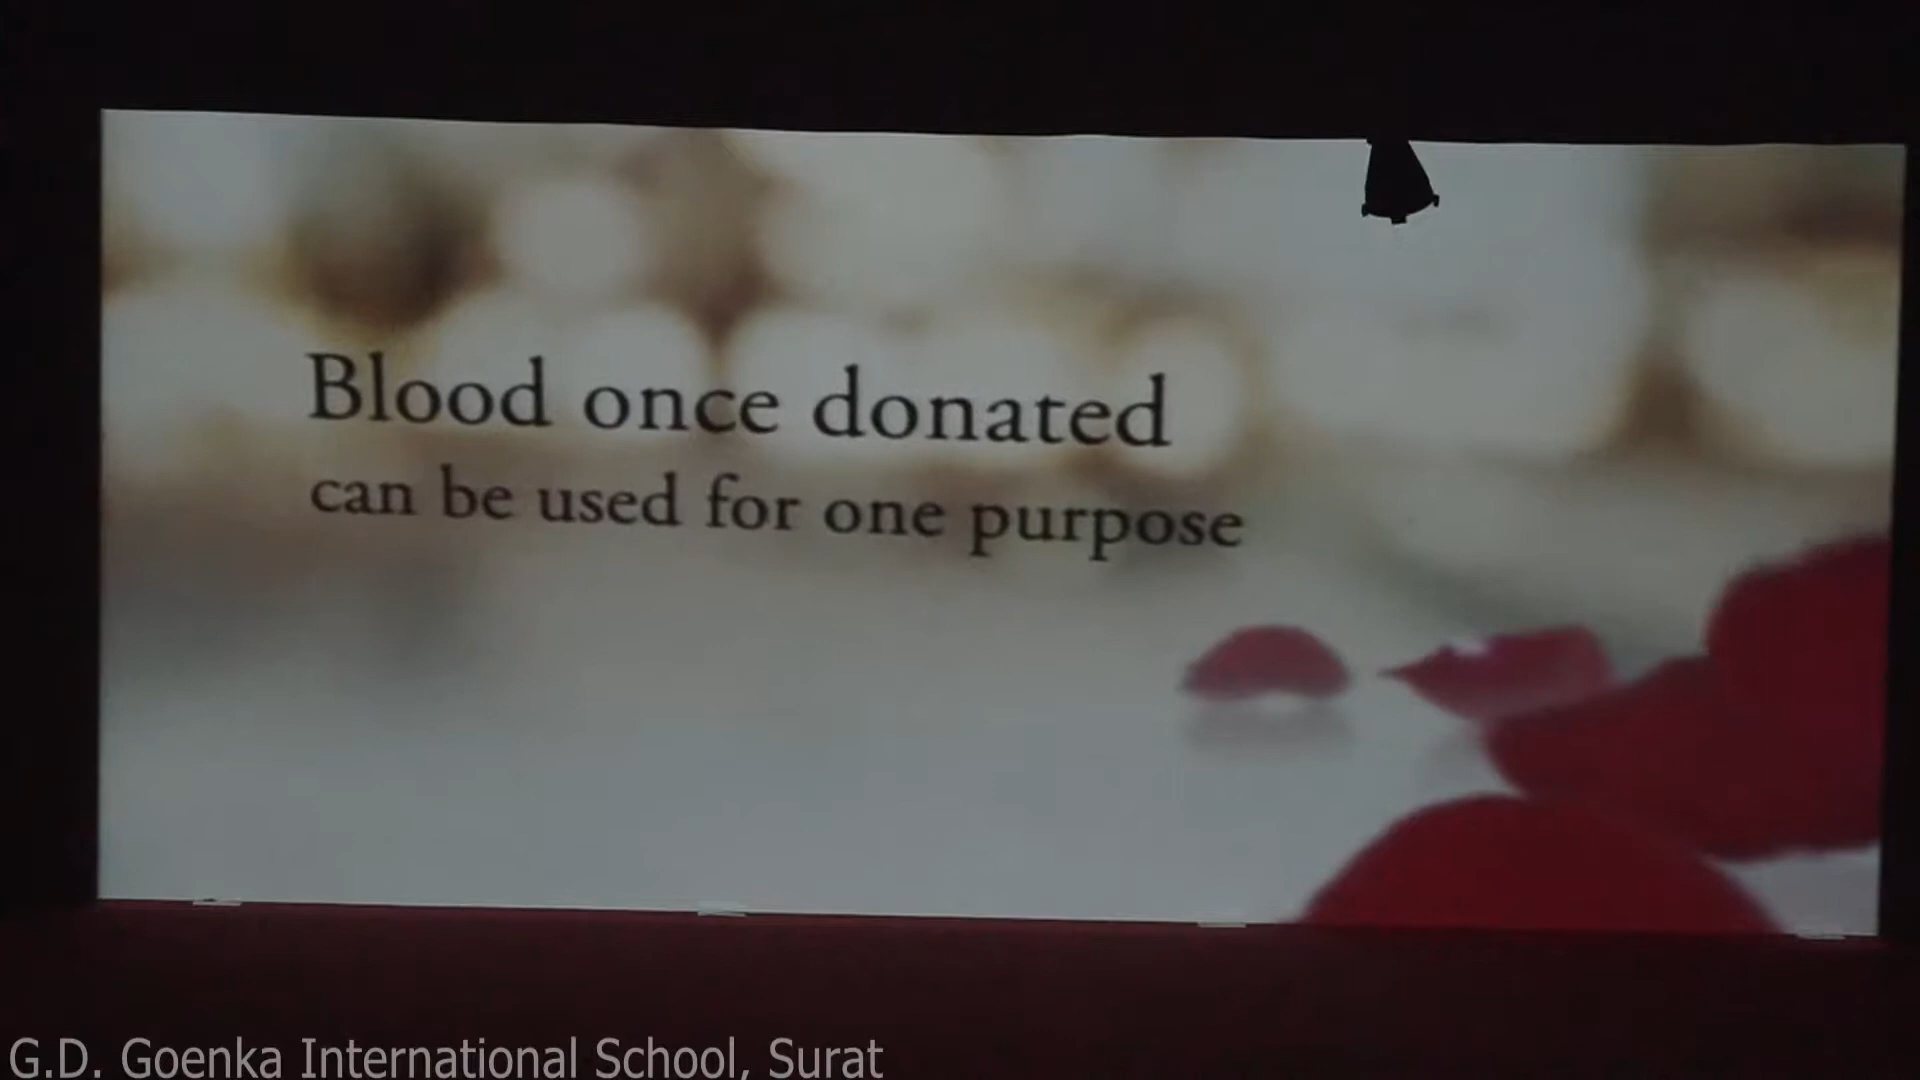 Blood once donated
can be used for one purpose
G.D. Goenka International School, Surat